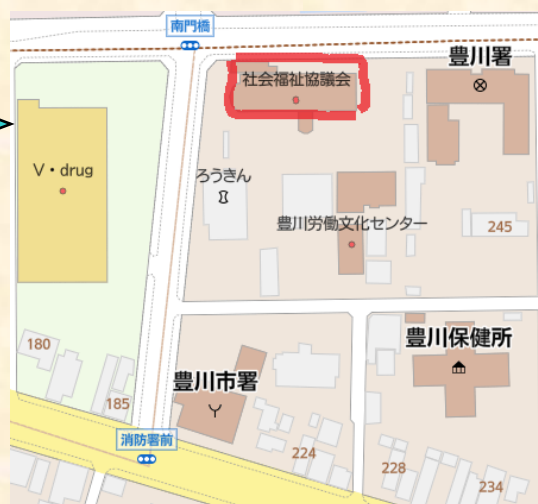 南門橋
豊川署
社会福祉協議会
V・drug
ろうきん
豊川労働文化センター
245
180
豊川保健所
豊川市署
185
消防署前
224
228
234